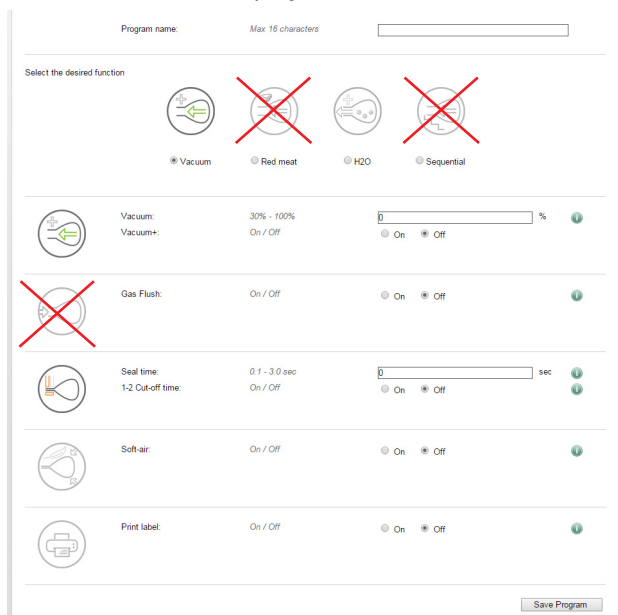 Program name: Max 16 characters
Select the desired function
Vacuum Red meat H2O Sequential
Vacuum: 30% - 100% 0 %
Vacuum+: On / Off On Off
Gas Flush: On / Off On Off
Seal time: 0.1 - 3.0 sec 0 sec
1-2 Cut-off time: On / Off On Off
Soft-air: On / Off On Off
Print label: On / Off On Off
Save Program